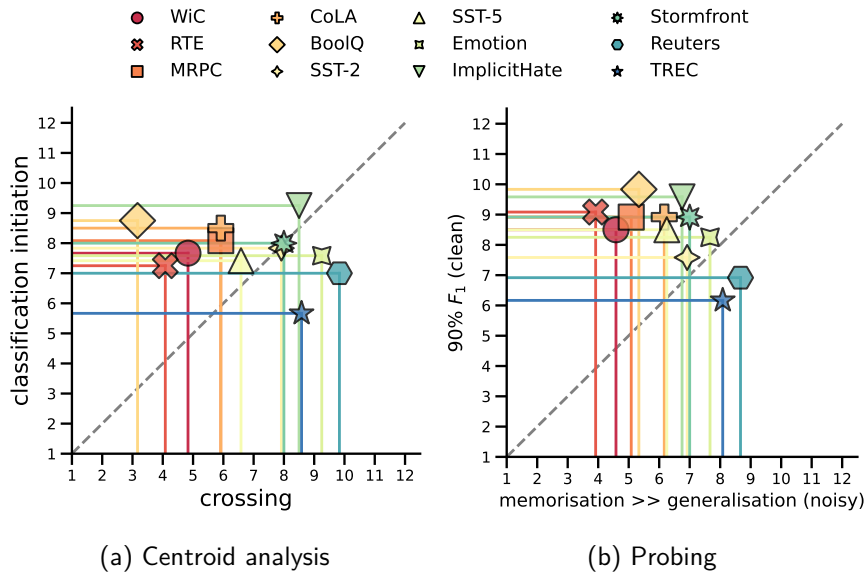 WiC CoLA SST-5 Stormfront
RTE BoolQ Emotion Reuters
MRPC SST-2 ImplicitHate TREC
classification initiation
12
11
10
9
8
7
6
5
4
3
2
1
1 2 3 4 5 6 7 8 9 10 11 12
crossing
(a) Centroid analysis
90% F1 (clean)
12
11
10
9
8
7
6
5
4
3
2
1
1 2 3 4 5 6 7 8 9 10 11 12
memorisation >> generalisation (noisy)
(b) Probing